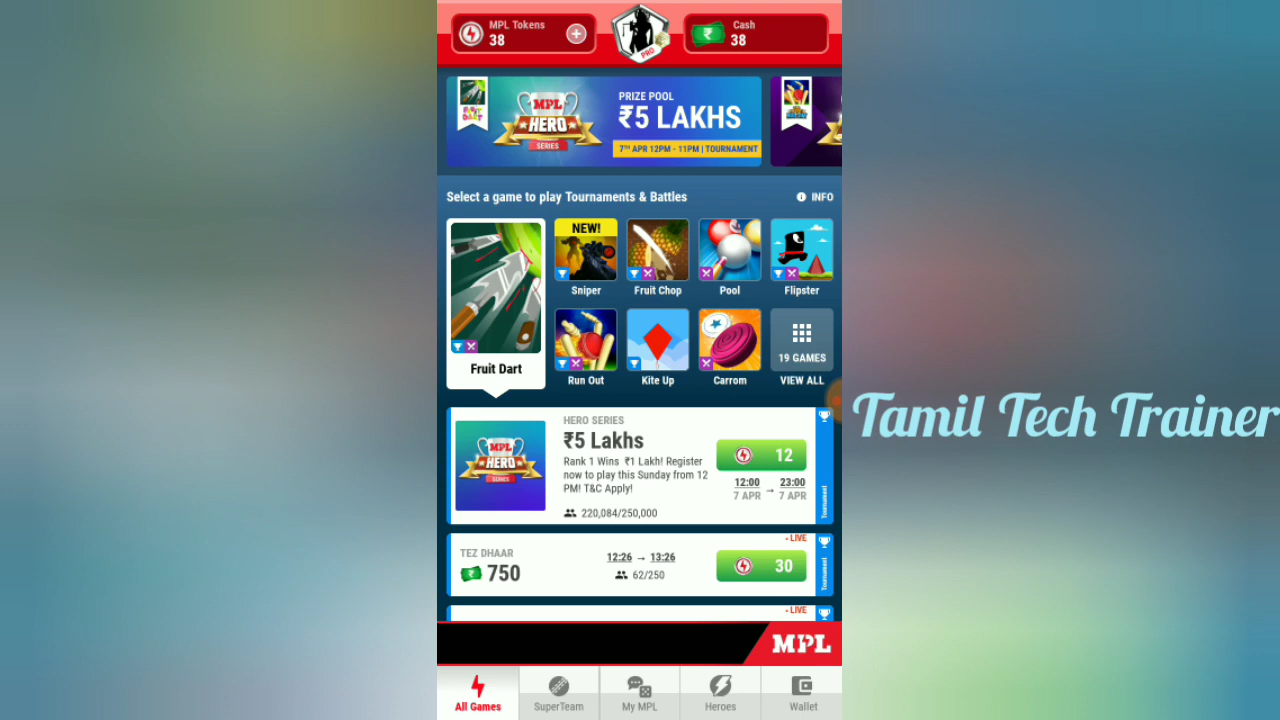 MPL Tokens
38
PRO
Cash
38
MPL
HERO
SERIES
PRIZE POOL
₹5 LAKHS
7TH APR 12PM - 11PM | TOURNAMENT
Select a game to play Tournaments & Battles
INFO
NEW!
Sniper
Fruit Chop
Pool
Flipster
Fruit Dart
Run Out
Kite Up
Carrom
19 GAMES
VIEW ALL
MPL
HERO
SERIES
HERO SERIES
₹5 Lakhs
Rank 1 Wins ₹1 Lakh! Register
now to play this Sunday from 12
PM! T&C Apply!
220,084/250,000
12
12:00 → 23:00
7 APR 7 APR
Tournament
TEZ DHAAR
750
12:26 → 13:26
62/250
• LIVE
30
Tournament
• LIVE
MPL
All Games
SuperTeam
My MPL
Heroes
Wallet
Tamil Tech Trainer